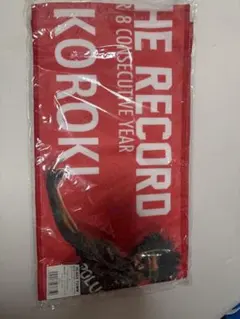 HE RECORD
8 CONSECUTIVE YEAR
KOROKI